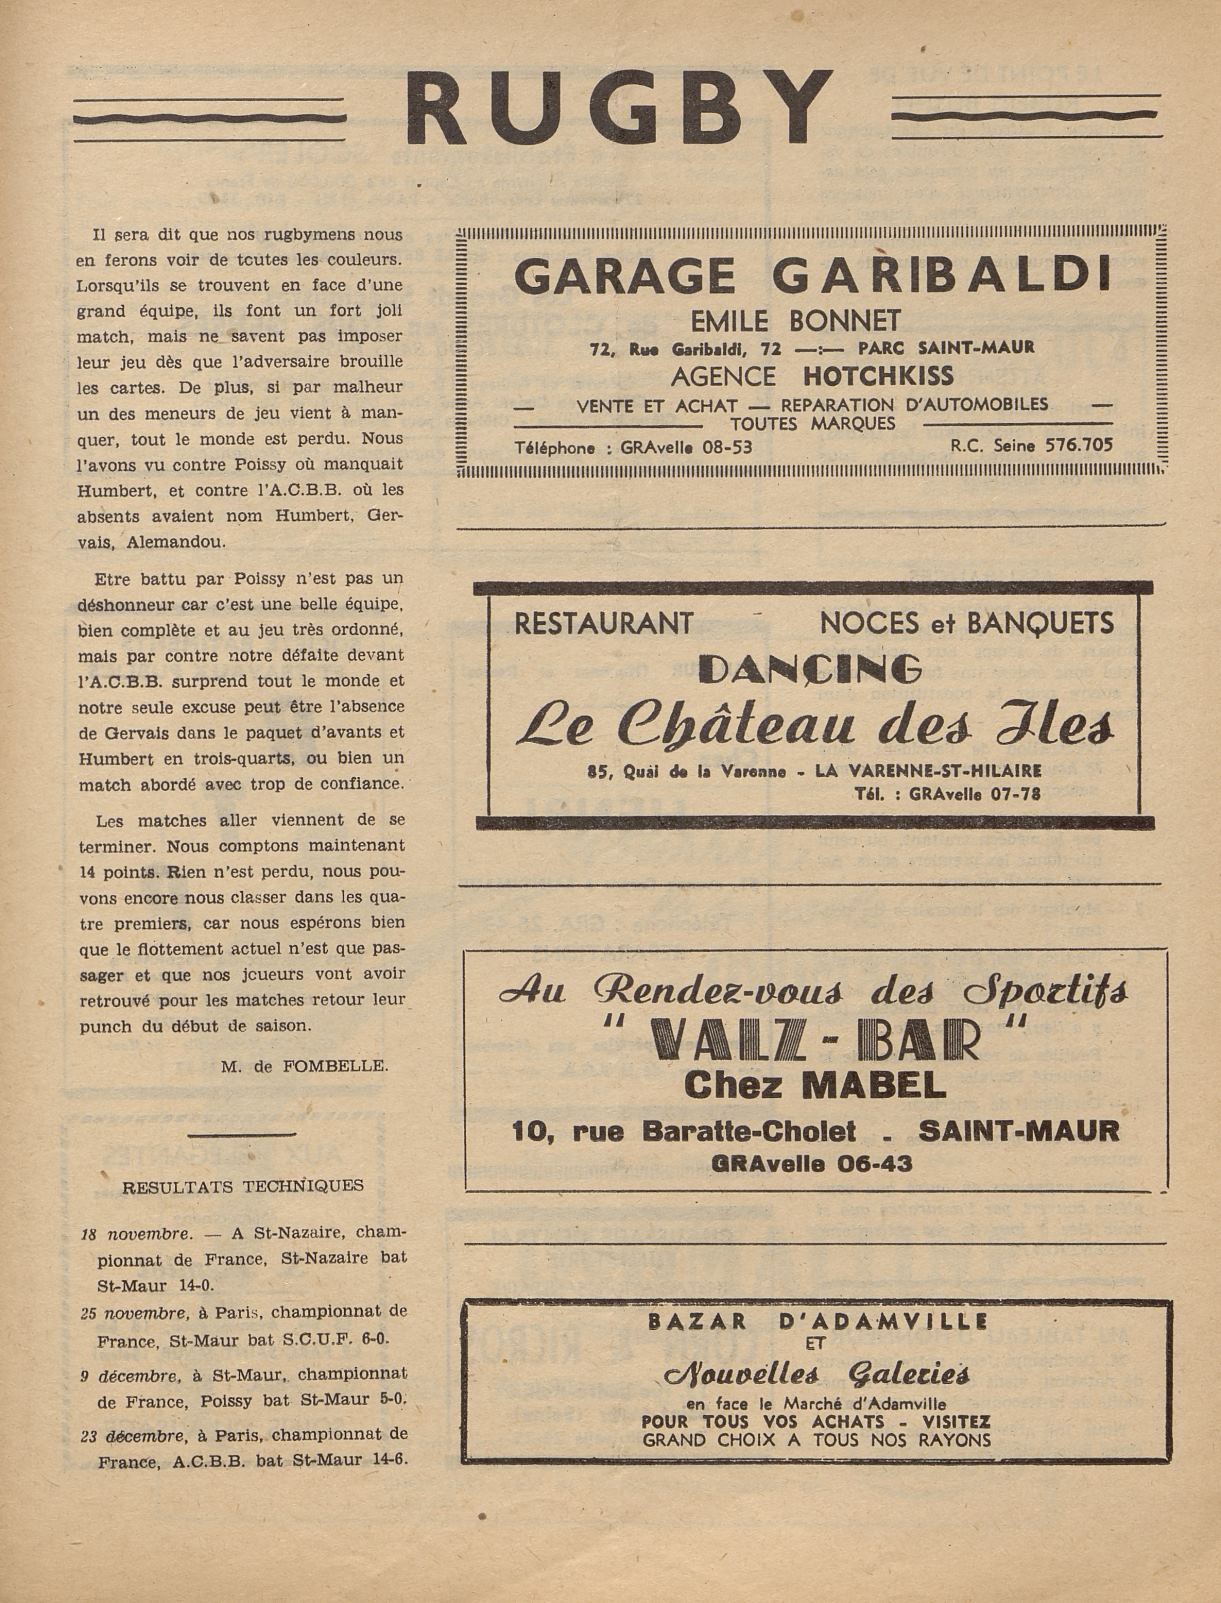 RUGBY
Il sera dit que nos rugbymens nous
en ferons voir de toutes les couleurs.
Lorsqu'ils se trouvent en face d'une
grand équipe, ils font un fort joli
match, mais ne savent pas imposer
leur jeu dès que l'adversaire brouille
les cartes. De plus, si par malheur
un des meneurs de jeu vient à man-
quer, tout le monde est perdu. Nous
l'avons vu contre Poissy où manquait
Humbert, et contre l'A.C.B.B. où les
absents avaient nom Humbert, Ger-
vais, Alemandou.
Etre battu par Poissy n'est pas un
déshonneur car c'est une belle équipe,
bien complète et au jeu très ordonné,
mais par contre notre défaite devant
l'A.C.B.B. surprend tout le monde et
notre seule excuse peut être l'absence
de Gervais dans le paquet d'avants et
Humbert en trois-quarts, ou bien un
match abordé avec trop de confiance.
Les matches aller viennent de se
terminer. Nous comptons maintenant
14 points. Rien n'est perdu, nous pou-
vons encore nous classer dans les qua-
tre premiers, car nous espérons bien
que le flottement actuel n'est que pas-
sager et que nos joueurs vont avoir
retrouvé pour les matches retour leur
punch du début de saison.
M. de FOMBELLE.
RESULTATS TECHNIQUES
18 novembre. — A St-Nazaire, cham-
pionnat de France, St-Nazaire bat
St-Maur 14-0.
25 novembre, à Paris, championnat de
France, St-Maur bat S.C.U.F. 6-0.
9 décembre, à St-Maur, championnat
de France, Poissy bat St-Maur 5-0.
23 décembre, à Paris, championnat de
France, A.C.B.B. bat St-Maur 14-6.
GARAGE GARIBALDI
EMILE BONNET
72, Rue Garibaldi, 72 —:— PARC SAINT-MAUR
AGENCE HOTCHKISS
— VENTE ET ACHAT — REPARATION D'AUTOMOBILES —
TOUTES MARQUES
Téléphone : GRAvelle 08-53 R.C. Seine 576.705
RESTAURANT - NOCES et BANQUETS
DANCING
Le Château des Iles
85, Quai de la Varenne - LA VARENNE-ST-HILAIRE
Tél. : GRAvelle 07-78
Au Rendez-vous des Sportifs
" VALZ - BAR "
Chez MABEL
10, rue Baratte-Cholet - SAINT-MAUR
GRAvelle 06-43
BAZAR D'ADAMVILLE
ET
Nouvelles Galeries
en face le Marché d'Adamville
POUR TOUS VOS ACHATS - VISITEZ
GRAND CHOIX A TOUS NOS RAYONS